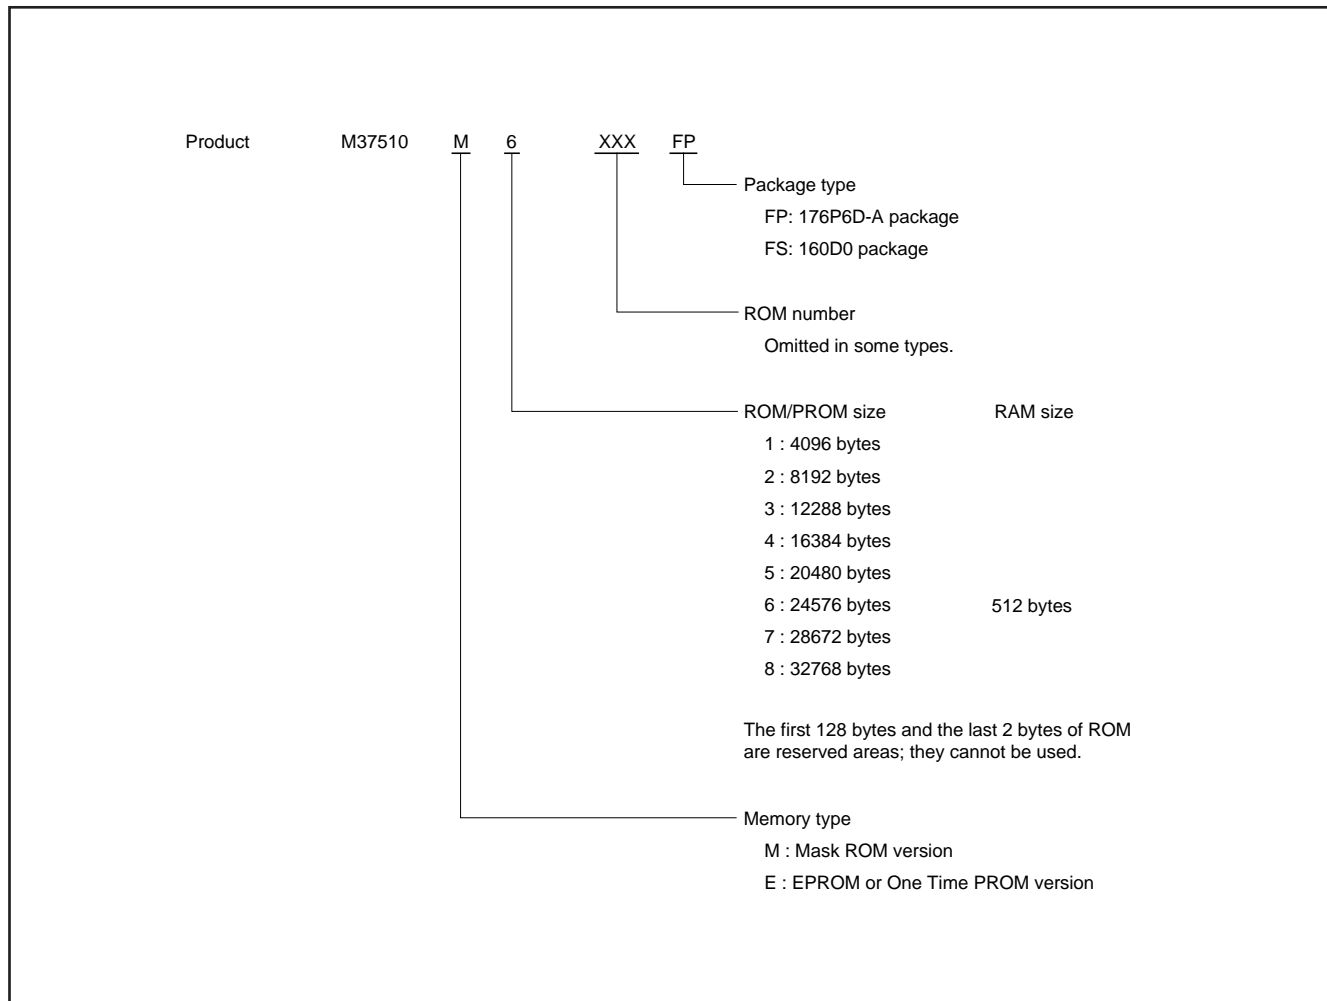 Product M37510 M 6 XXX FP
Package type
FP: 176P6D-A package
FS: 160D0 package
ROM number
Omitted in some types.
ROM/PROM size RAM size
1 : 4096 bytes
2 : 8192 bytes
3 : 12288 bytes
4 : 16384 bytes
5 : 20480 bytes
6 : 24576 bytes 512 bytes
7 : 28672 bytes
8 : 32768 bytes
The first 128 bytes and the last 2 bytes of ROM
are reserved areas; they cannot be used.
Memory type
M : Mask ROM version
E : EPROM or One Time PROM version